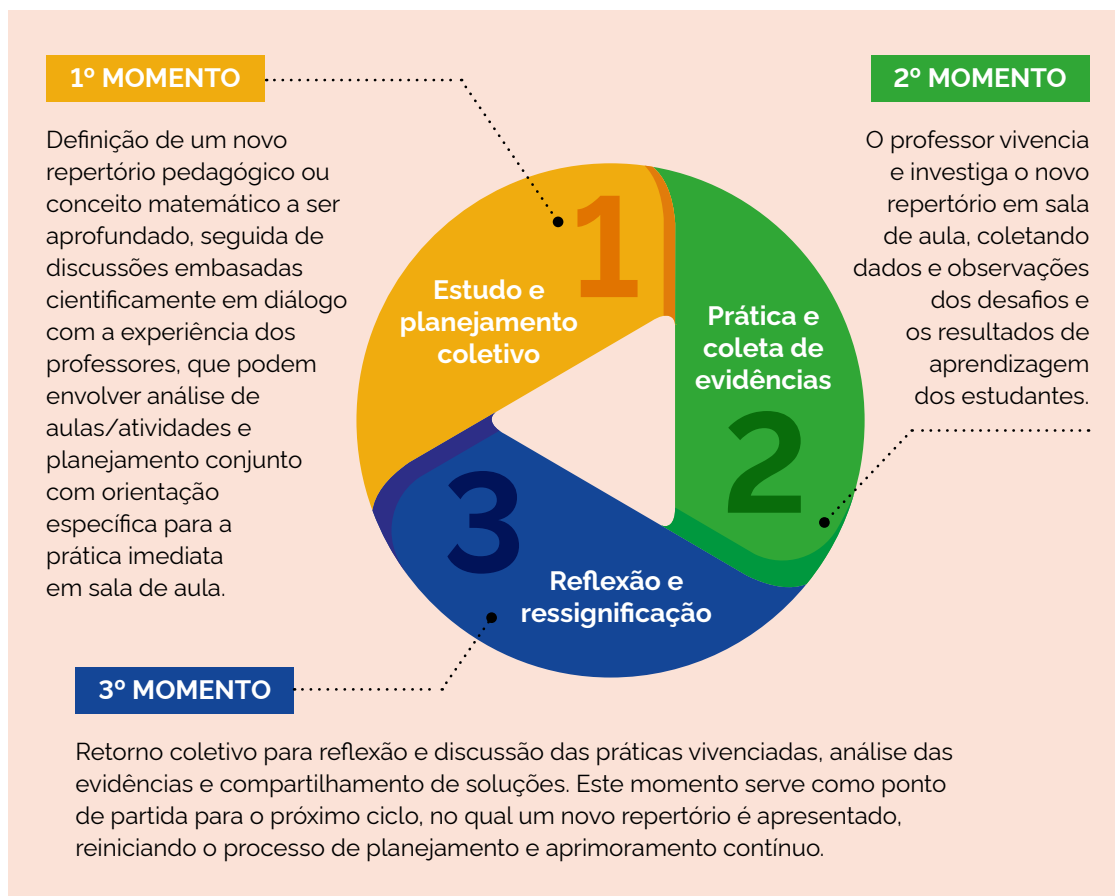 1º MOMENTO
Definição de um novo
repertório pedagógico ou
conceito matemático a ser
aprofundado, seguida de
discussões embasadas
cientificamente em diálogo
com a experiência dos
professores, que podem
envolver análise de
aulas/atividades e
planejamento conjunto
com orientação
específica para a
prática imediata
em sala de aula.
1
Estudo e
planejamento
coletivo
2º MOMENTO
O professor vivencia
e investiga o novo
repertório em sala
de aula, coletando
dados e observações
dos desafios e
os resultados de
aprendizagem
dos estudantes.
Prática e
coleta de
evidências
2
3
Reflexão e
ressignificação
3º MOMENTO
Retorno coletivo para reflexão e discussão das práticas vivenciadas, análise das
evidências e compartilhamento de soluções. Este momento serve como ponto
de partida para o próximo ciclo, no qual um novo repertório é apresentado,
reiniciando o processo de planejamento e aprimoramento contínuo.